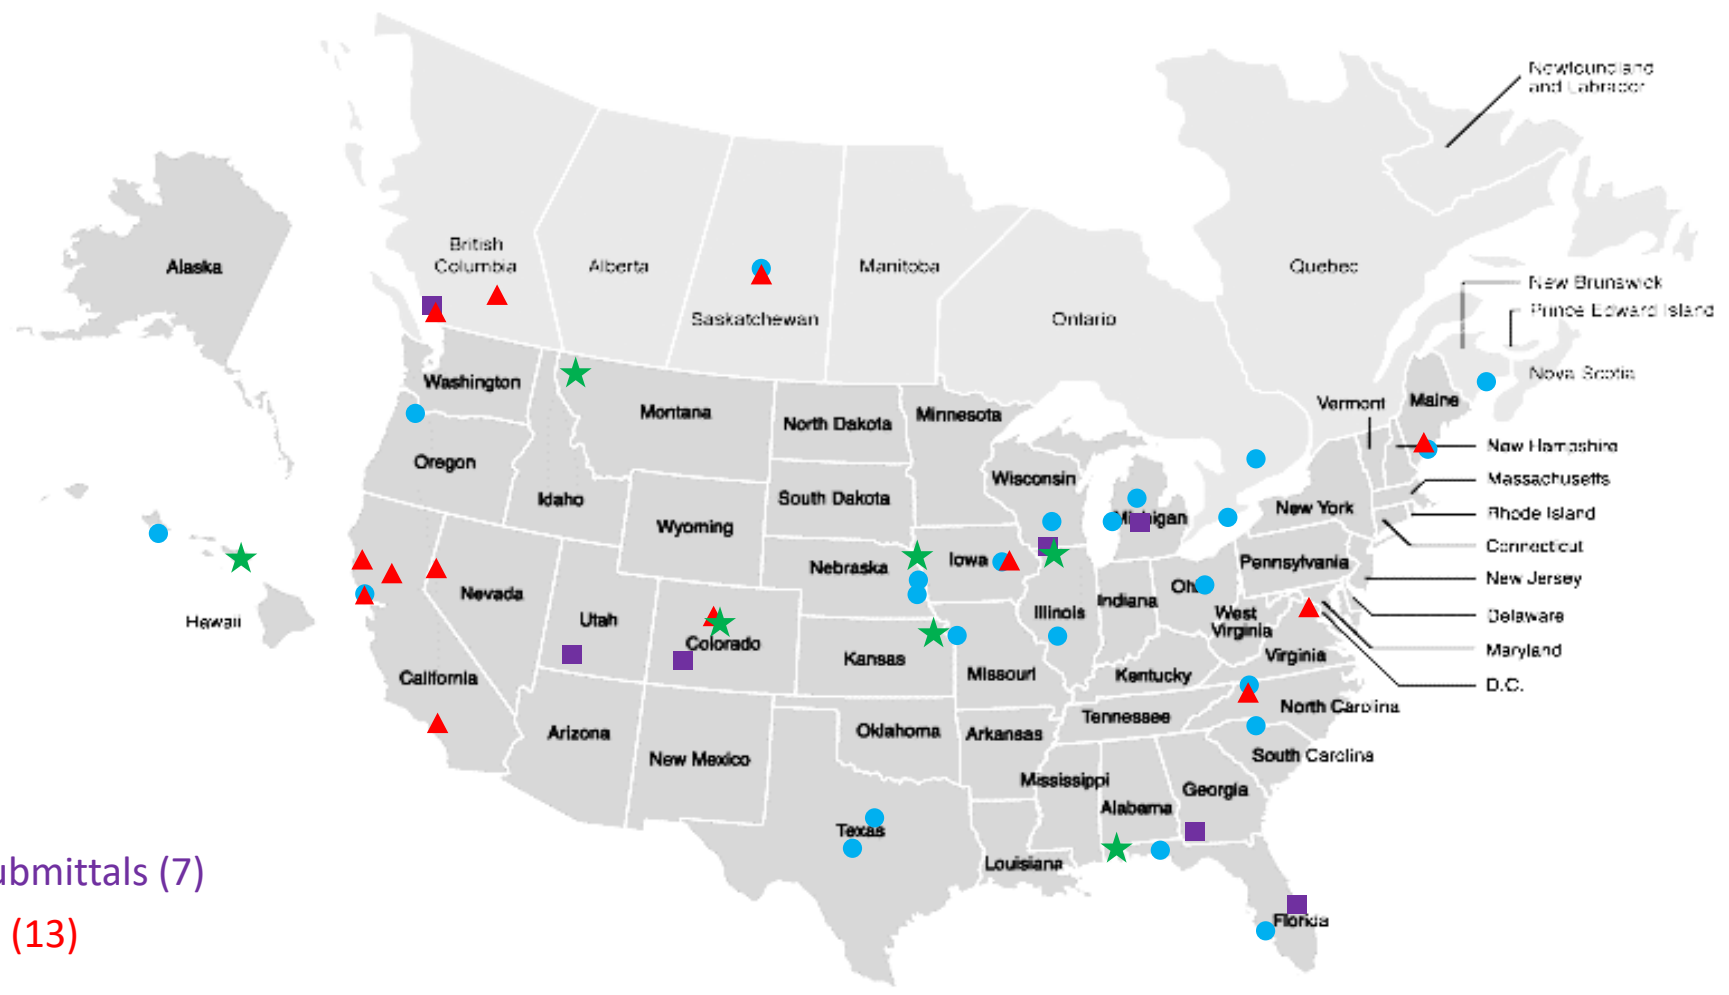 Newfoundland
and Labrador
British
Columbia
Alberta
Saskatchewan
Manitoba
Ontario
Quebec
New Brunswick
Prince Edward Island
Nova Scotia
Alaska
Washington
Montana
North Dakota
Minnesota
Vermont
Maine
New Hampshire
Oregon
Idaho
Wyoming
South Dakota
Wisconsin
Michigan
New York
Massachusetts
Rhode Island
Connecticut
Pennsylvania
New Jersey
Nebraska
Iowa
Nevada
Utah
Colorado
Illinois
Indiana
Oh
West
Virginia
Delaware
Maryland
Virginia
D.C.
Hawaii
California
Kansas
Missouri
Kentucky
North Carolina
Tennessee
Arizona
New Mexico
Oklahoma
Arkansas
South Carolina
Mississippi
Alabama
Georgia
Texas
Louisiana
Florida
ubmittals (7)
(13)